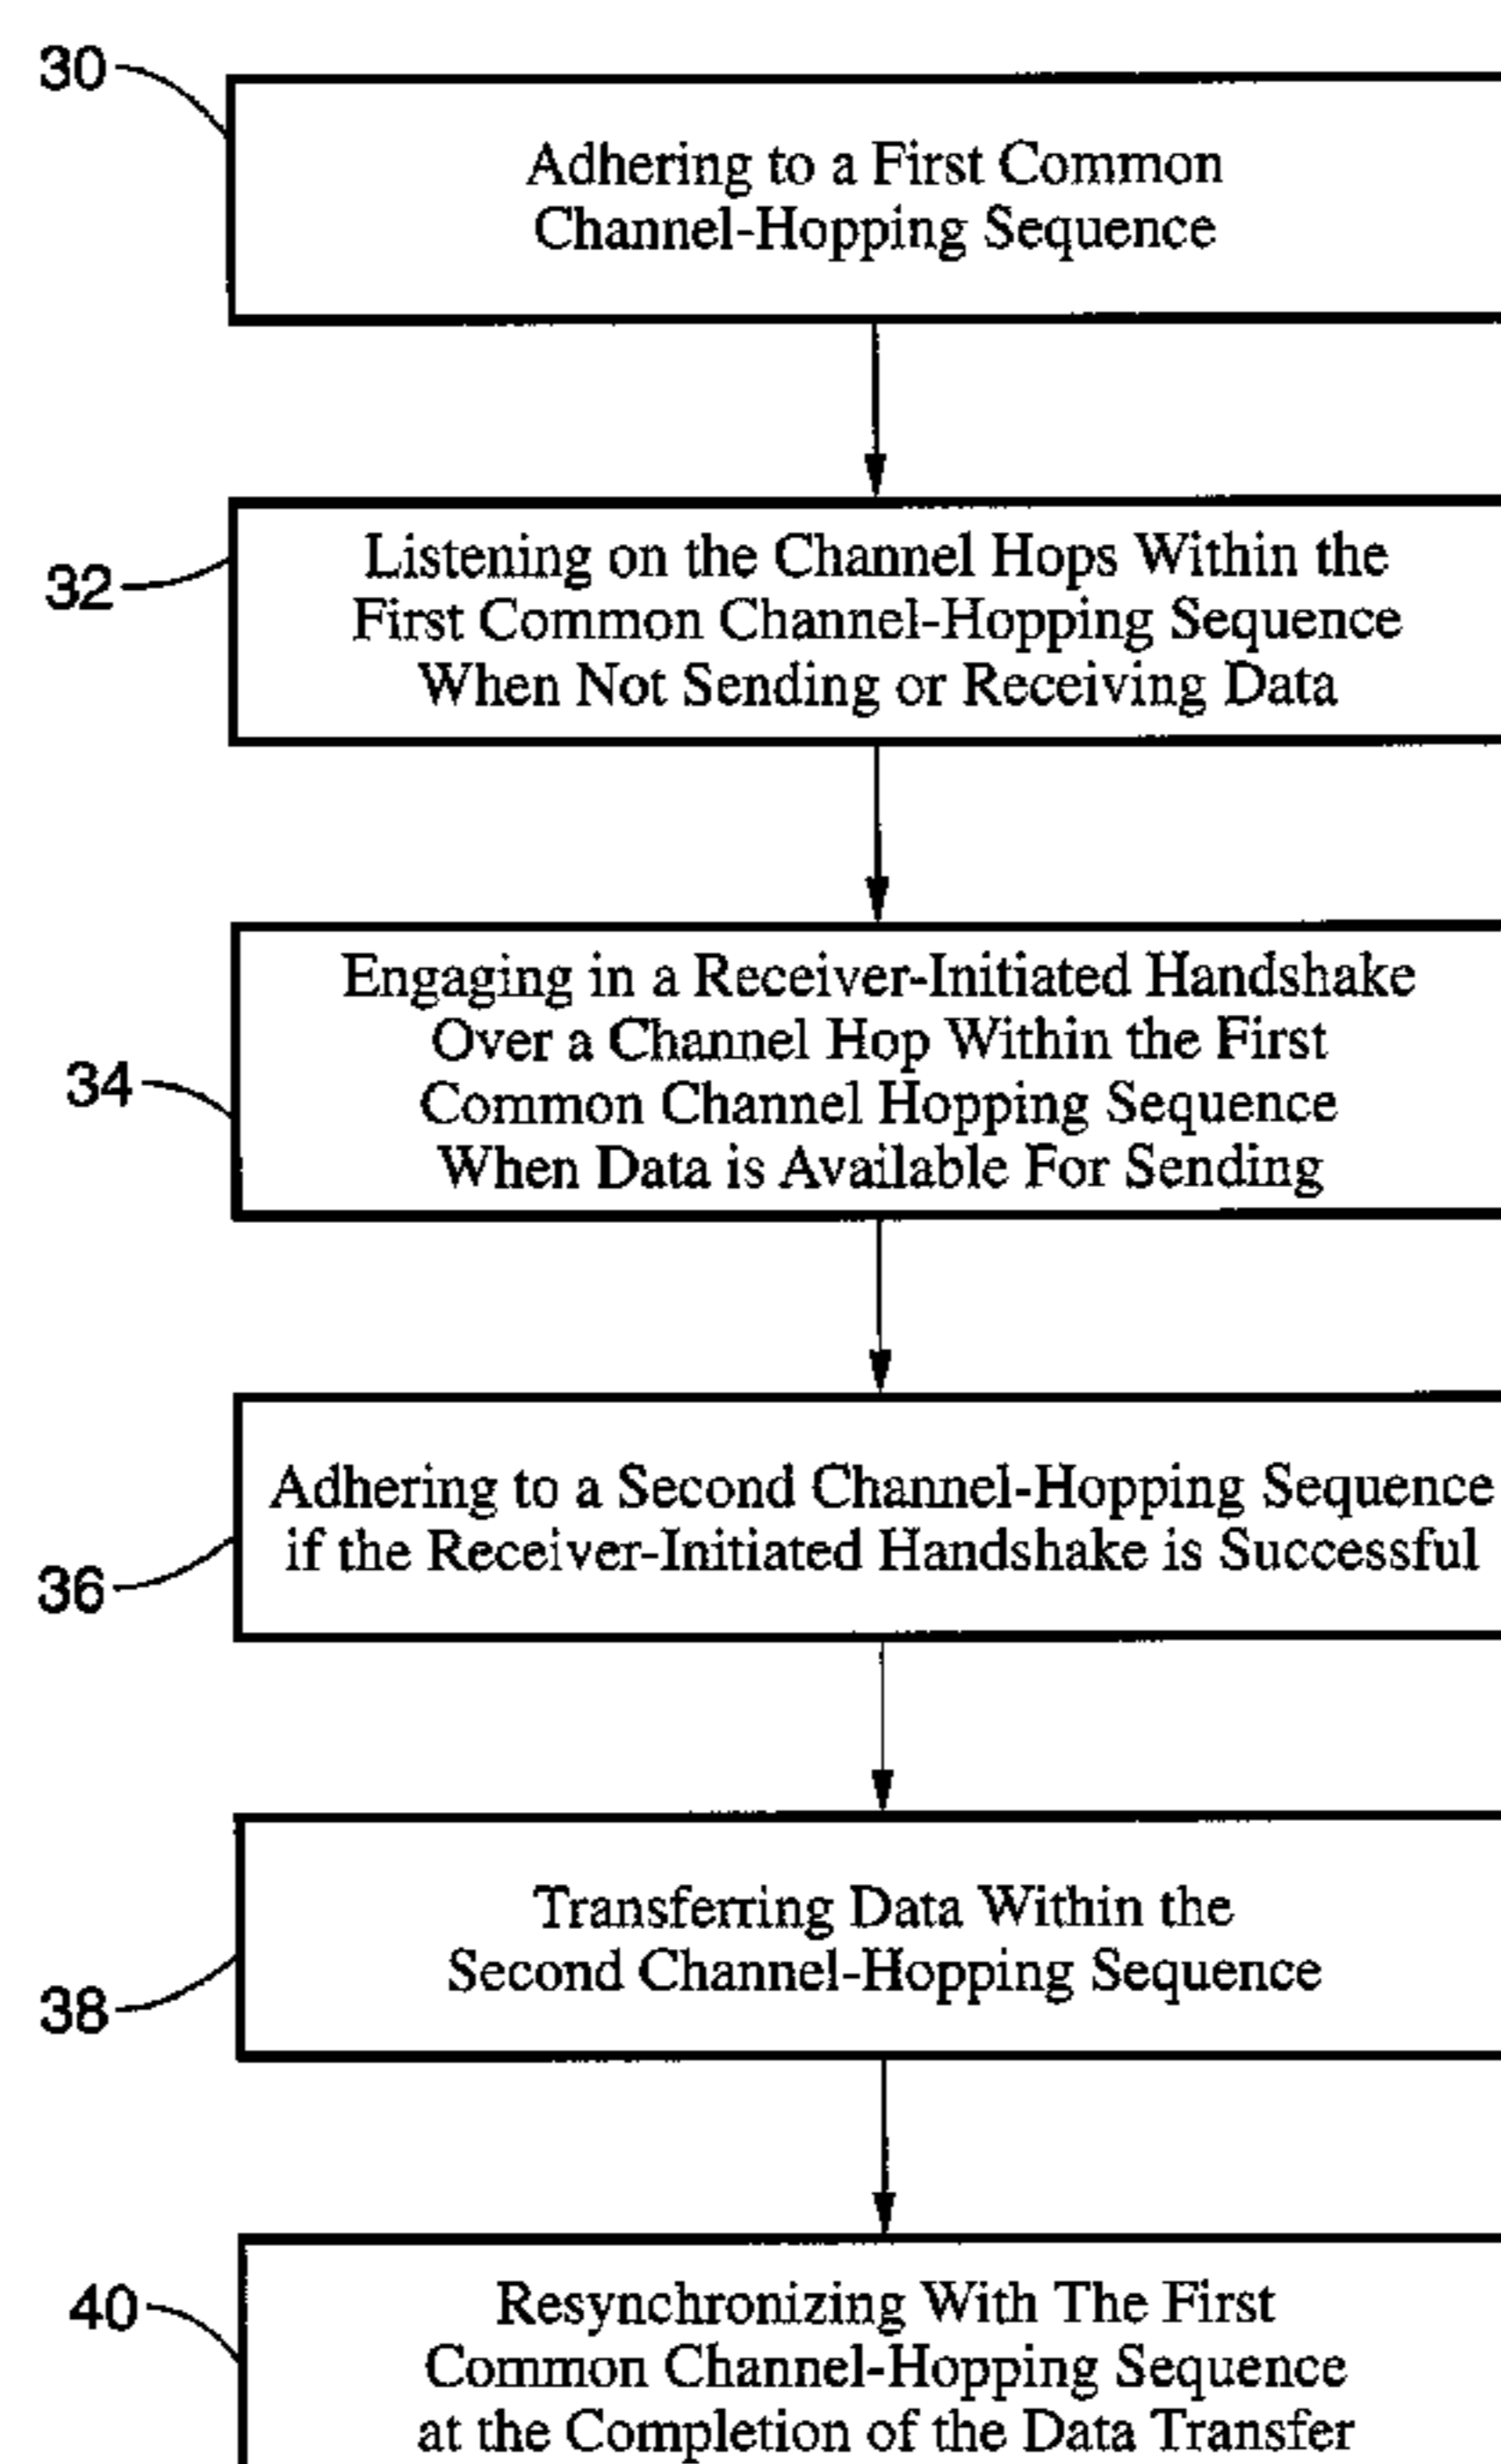 30
Adhering to a First Common
Channel-Hopping Sequence
32
Listening on the Channel Hops Within the
First Common Channel-Hopping Sequence
When Not Sending or Receiving Data
34
Engaging in a Receiver-Initiated Handshake
Over a Channel Hop Within the First
Common Channel Hopping Sequence
When Data is Available For Sending
36
Adhering to a Second Channel-Hopping Sequence
if the Receiver-Initiated Handshake is Successful
38
Transferring Data Within the
Second Channel-Hopping Sequence
40
Resynchronizing With The First
Common Channel-Hopping Sequence
at the Completion of the Data Transfer